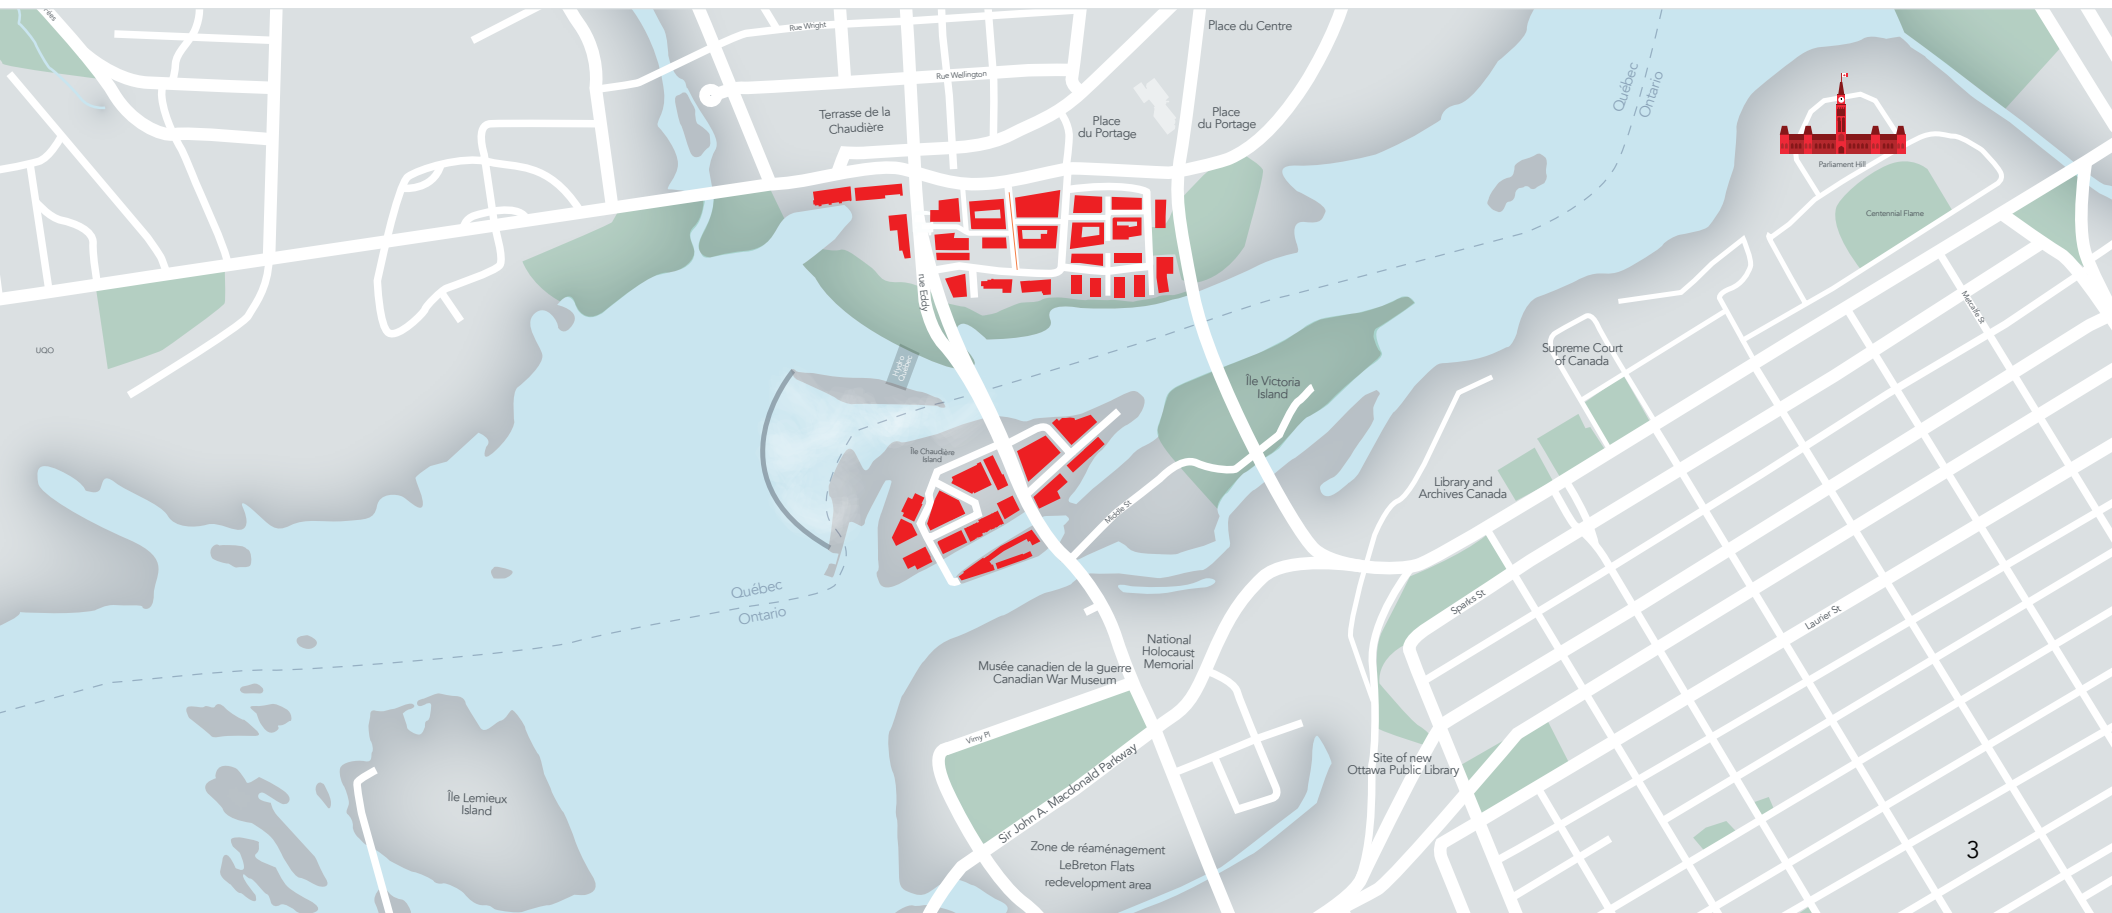 Rue Wright
Place du Centre
Rue Wellington
Terrasse de la
Chaudière
Place
du Portage
Place
du Portage
Québec
Ontario
Parliament Hill
Centennial Flame
rue Eddy
Metcalfe St
UQO
Hydro
Québec
Supreme Court
of Canada
Île Victoria
Island
Île Chaudière
Island
Library and
Archives Canada
Middle St
Québec
Ontario
Sparks St
Laurier St
National
Holocaust
Memorial
Musée canadien de la guerre
Canadian War Museum
Vimy Pl
Sir John A. Macdonald Parkway
Site of new
Ottawa Public Library
Île Lemieux
Island
Zone de réaménagement
LeBreton Flats
redevelopment area
3